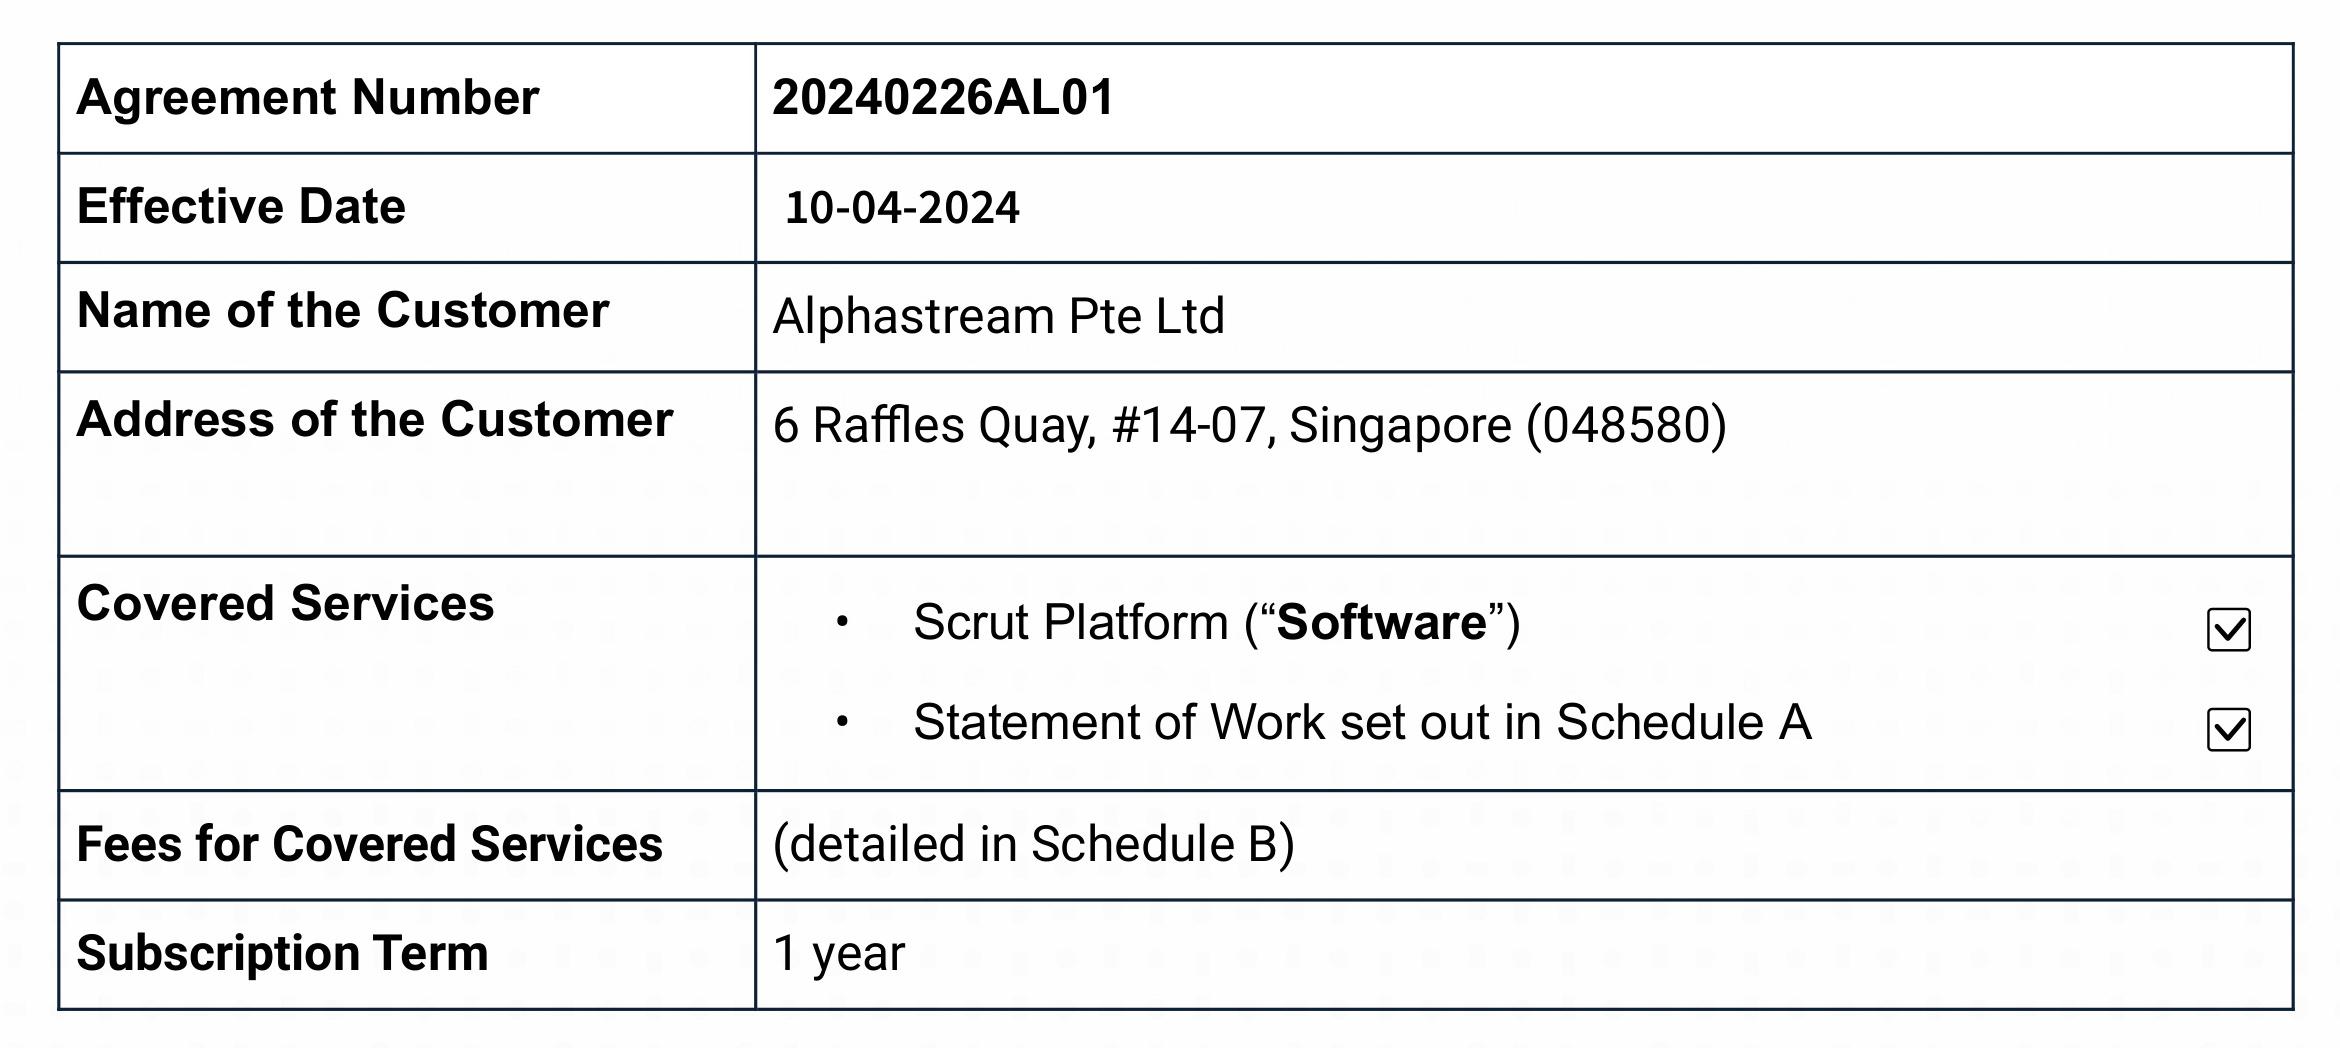 Agreement Number
20240226AL01
Effective Date
10-04-2024
Name of the Customer
Alphastream Pte Ltd
Address of the Customer
6 Raffles Quay, #14-07, Singapore (048580)
Covered Services
• Scrut Platform (“Software”) ☑
• Statement of Work set out in Schedule A ☑
Fees for Covered Services
(detailed in Schedule B)
Subscription Term
1 year